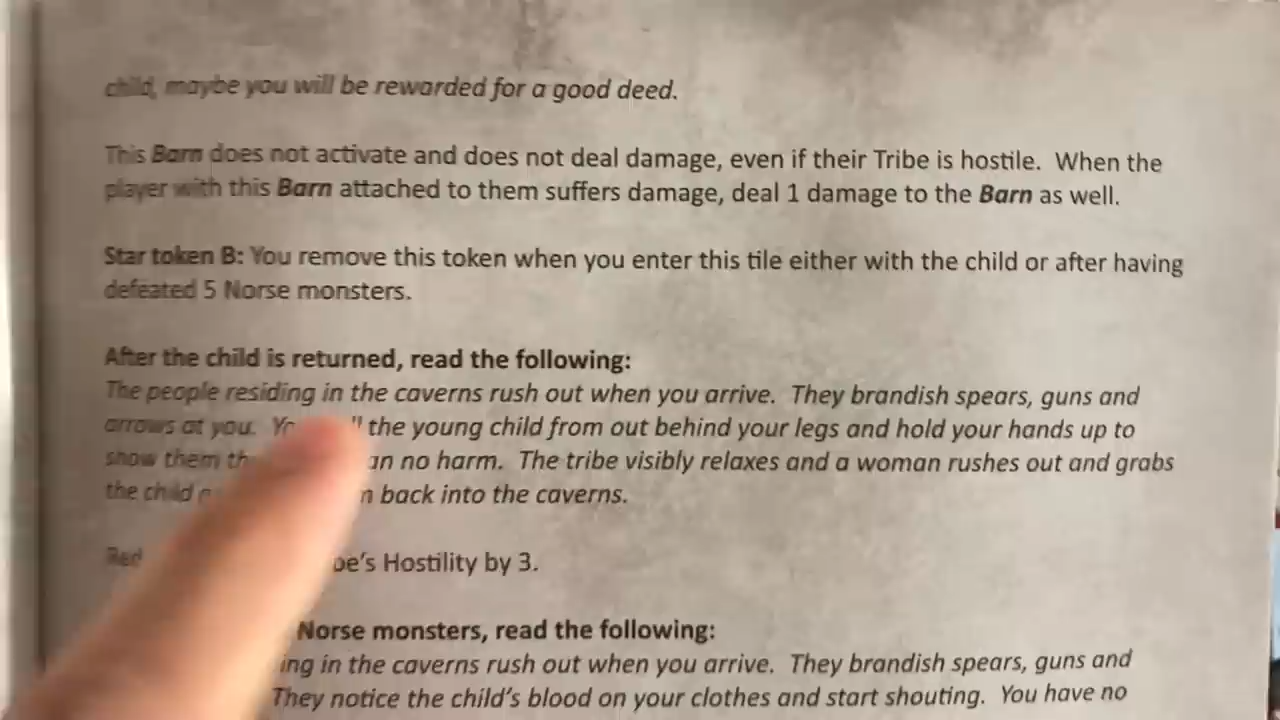 child, maybe you will be rewarded for a good deed.
This Barn does not activate and does not deal damage, even if their Tribe is hostile. When the
player with this Barn attached to them suffers damage, deal 1 damage to the Barn as well.
Star token B: You remove this token when you enter this tile either with the child or after having
defeated 5 Norse monsters.
After the child is returned, read the following:
The people residing in the caverns rush out when you arrive. They brandish spears, guns and
arrows at you. the young child from out behind your legs and hold your hands up to
show them no harm. The tribe visibly relaxes and a woman rushes out and grabs
the child back into the caverns.
Hostility by 3.
Norse monsters, read the following:
in the caverns rush out when you arrive. They brandish spears, guns and
They notice the child's blood on your clothes and start shouting. You have no